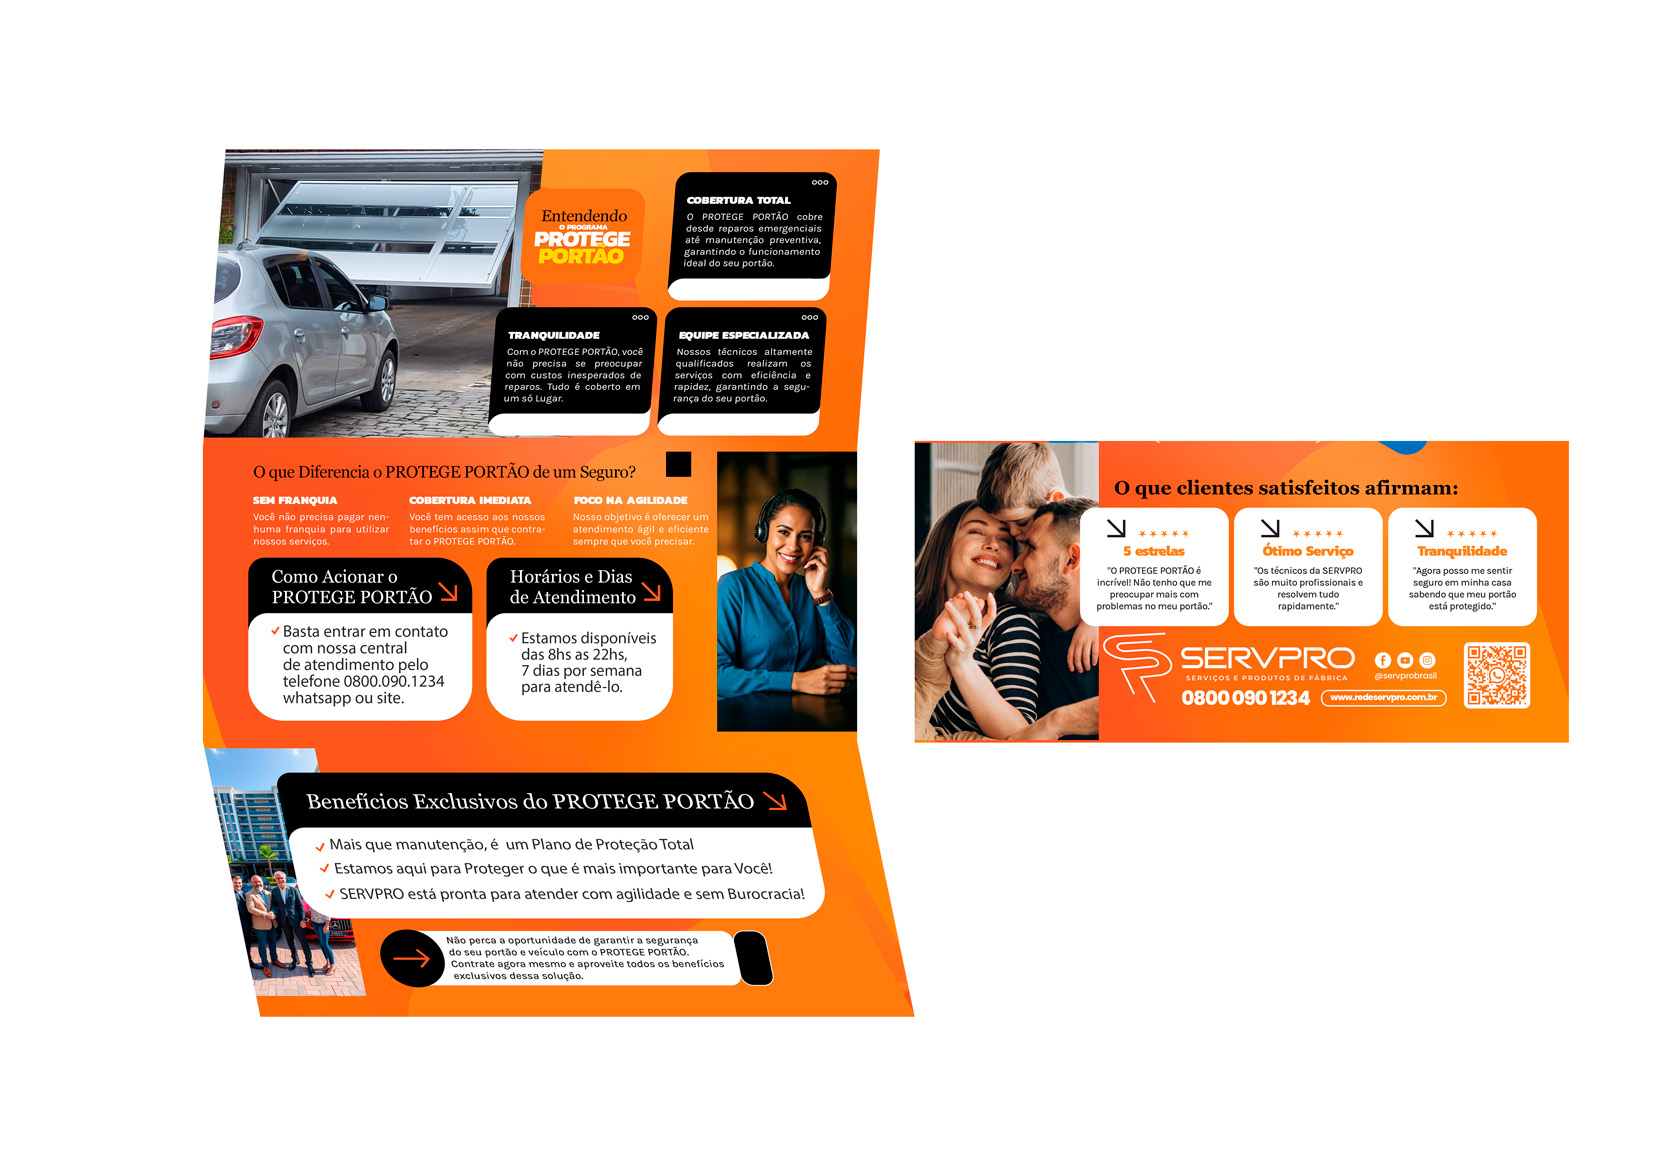 Entendendo
O PROGRAMA
PROTEGE
PORTÃO
COBERTURA TOTAL
O PROTEGE PORTÃO cobre
desde reparos emergenciais
até manutenção preventiva,
garantindo o funcionamento
ideal do seu portão.
TRANQUILIDADE
Com o PROTEGE PORTÃO, você
não precisa se preocupar
com custos inesperados de
reparos. Tudo é coberto em
um só Lugar.
EQUIPE ESPECIALIZADA
Nossos técnicos altamente
qualificados realizam os
serviços com eficiência e
rapidez, garantindo a segu-
rança do seu portão.
O que Diferencia o PROTEGE PORTÃO de um Seguro?
SEM FRANQUIA
Você não precisa pagar nen-
huma franquia para utilizar
nossos serviços.
COBERTURA IMEDIATA
Você tem acesso aos nossos
benefícios assim que contra-
tar o PROTEGE PORTÃO.
FOCO NA AGILIDADE
Nosso objetivo é oferecer um
atendimento ágil e eficiente
sempre que você precisar.
Como Acionar o
PROTEGE PORTÃO
Basta entrar em contato
com nossa central
de atendimento pelo
telefone 0800.090.1234
whatsapp ou site.
Horários e Dias
de Atendimento
Estamos disponíveis
das 8hs as 22hs,
7 dias por semana
para atendê-lo.
Benefícios Exclusivos do PROTEGE PORTÃO
Mais que manutenção, é um Plano de Proteção Total
Estamos aqui para Proteger o que é mais importante para Você!
SERVPRO está pronta para atender com agilidade e sem Burocracia!
Não perca a oportunidade de garantir a segurança
do seu portão e veículo com o PROTEGE PORTÃO.
Contrate agora mesmo e aproveite todos os benefícios
exclusivos dessa solução.
O que clientes satisfeitos afirmam:
5 estrelas
"O PROTEGE PORTÃO é
incrível! Não tenho que me
preocupar mais com
problemas no meu portão."
Ótimo Serviço
"Os técnicos da SERVPRO
são muito profissionais e
resolvem tudo
rapidamente."
Tranquilidade
"Agora posso me sentir
seguro em minha casa
sabendo que meu portão
está protegido."
SERVPRO
SERVIÇOS E PRODUTOS DE FÁBRICA
@servprobrasil
0800 090 1234
www.redeservpro.com.br